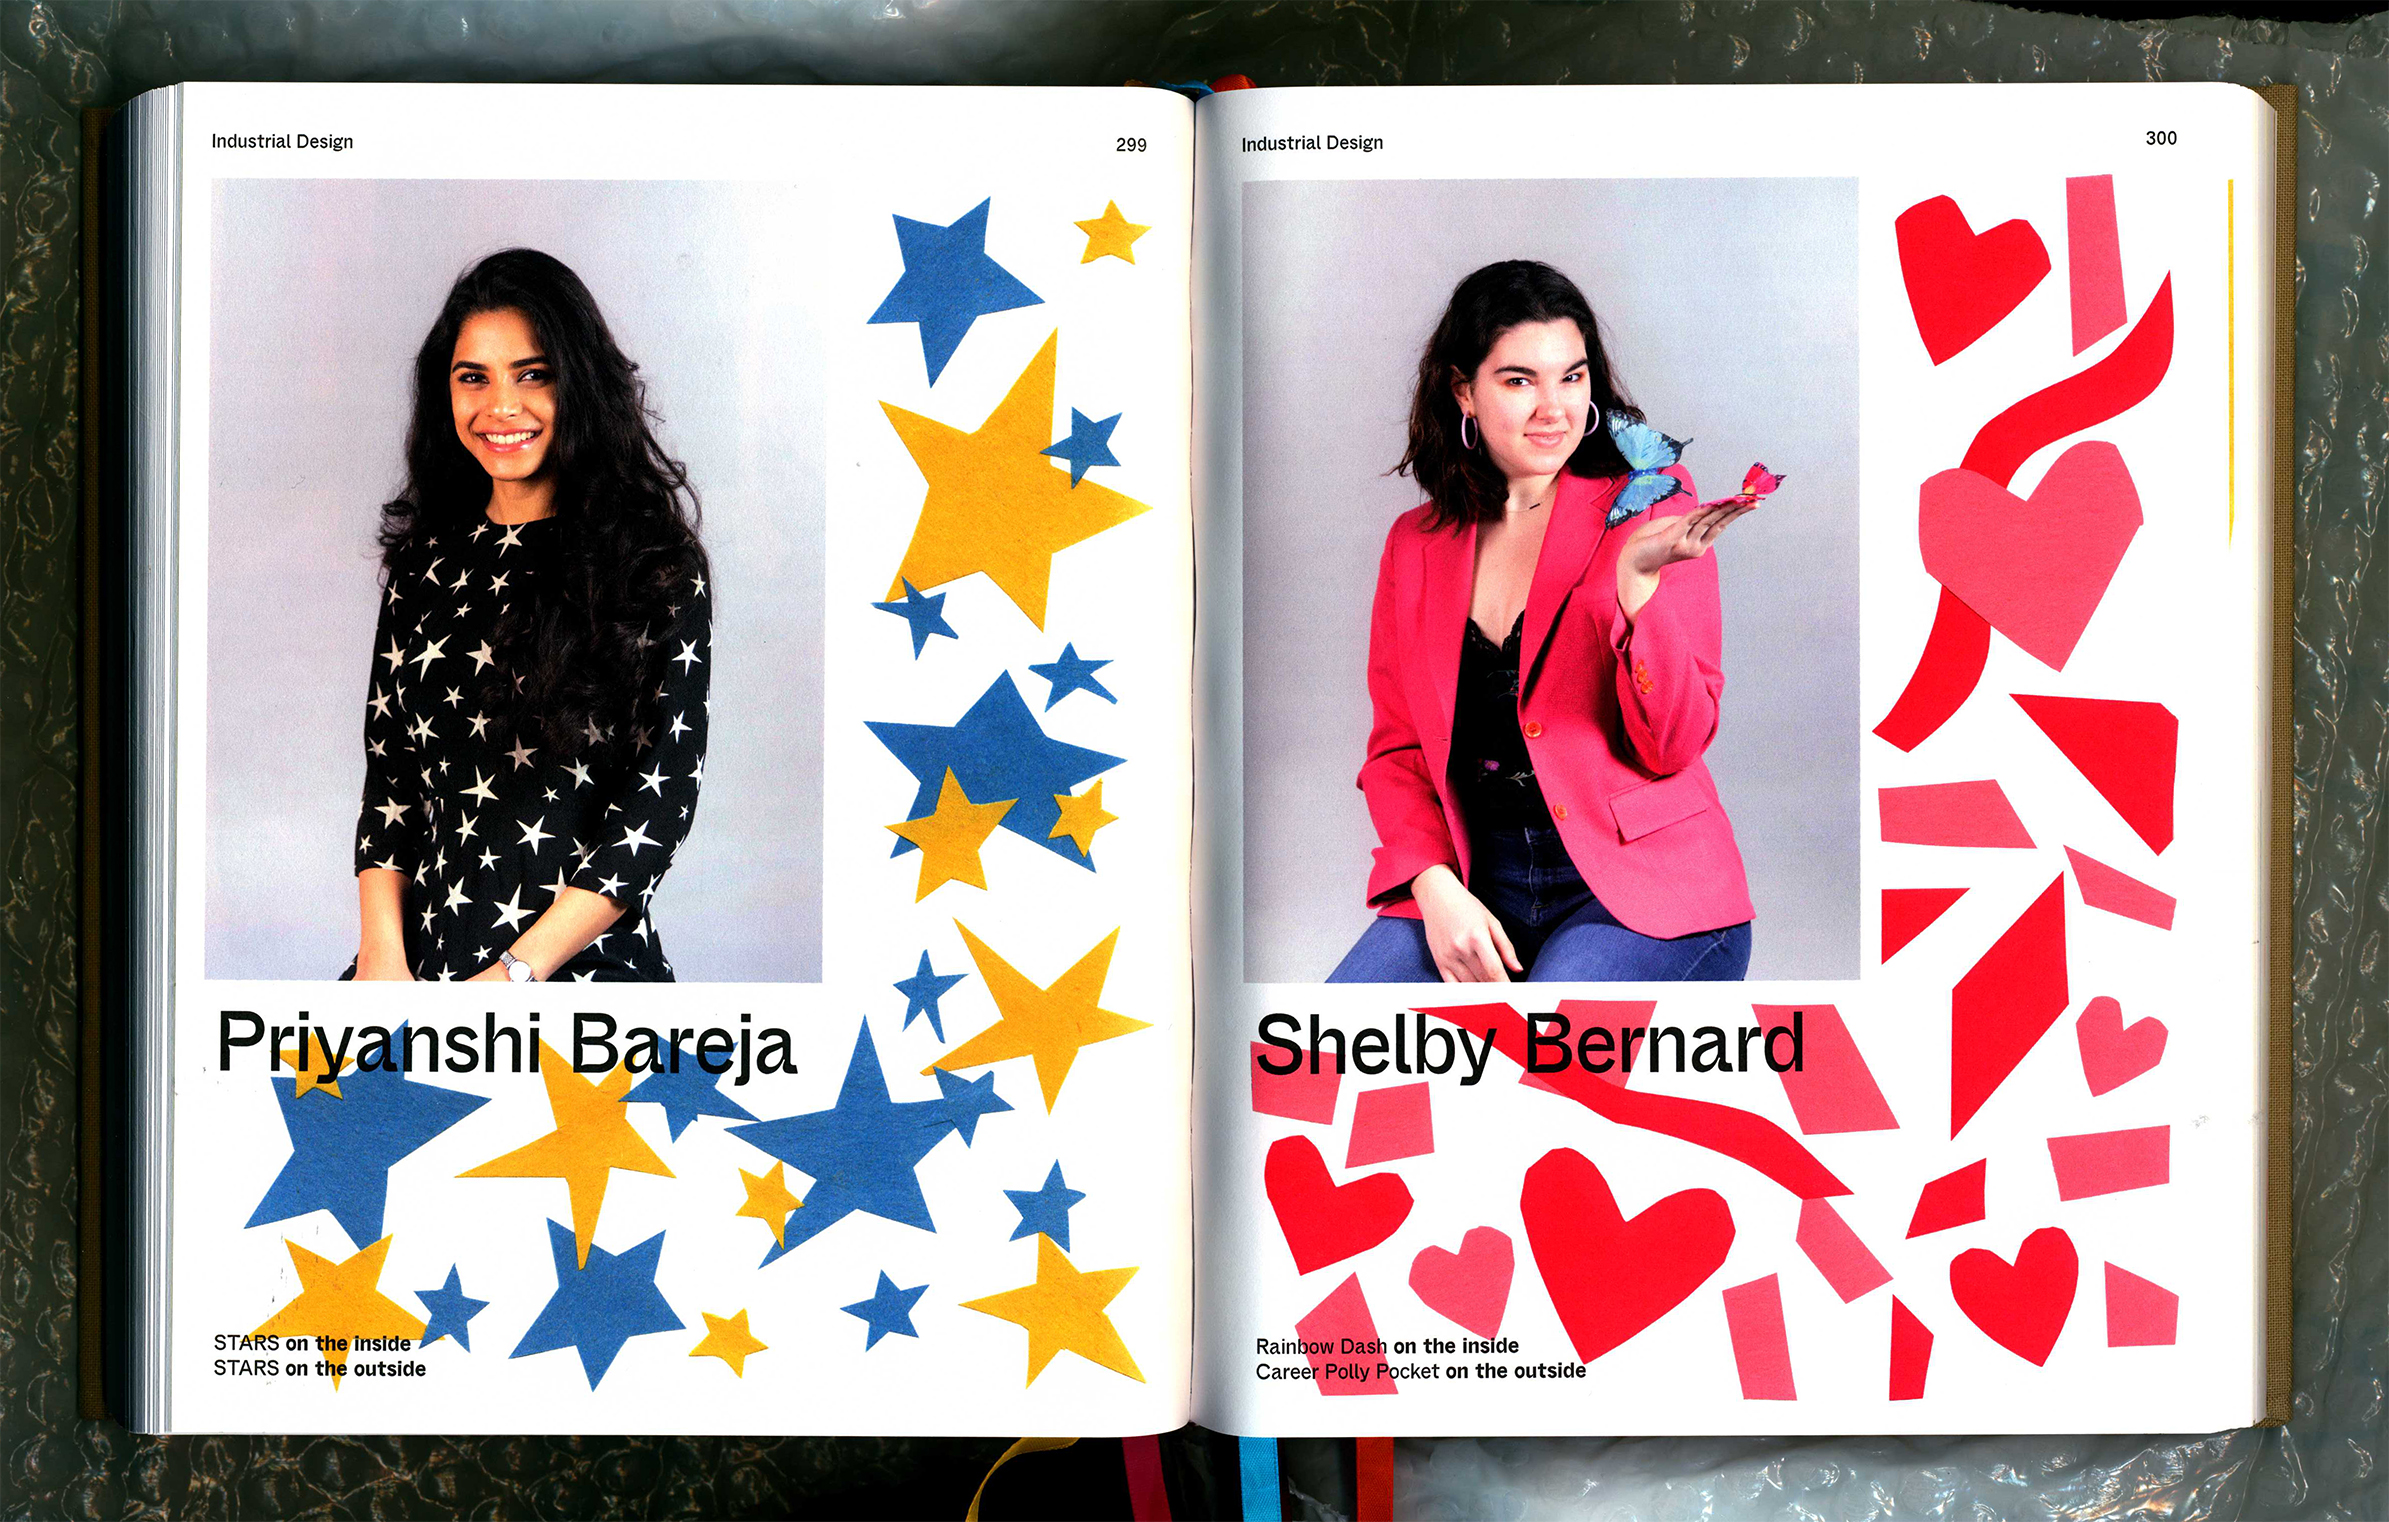 Industrial Design
299
Priyanshi Bareja
STARS on the inside
STARS on the outside
Industrial Design
300
Shelby Bernard
Rainbow Dash on the inside
Career Polly Pocket on the outside